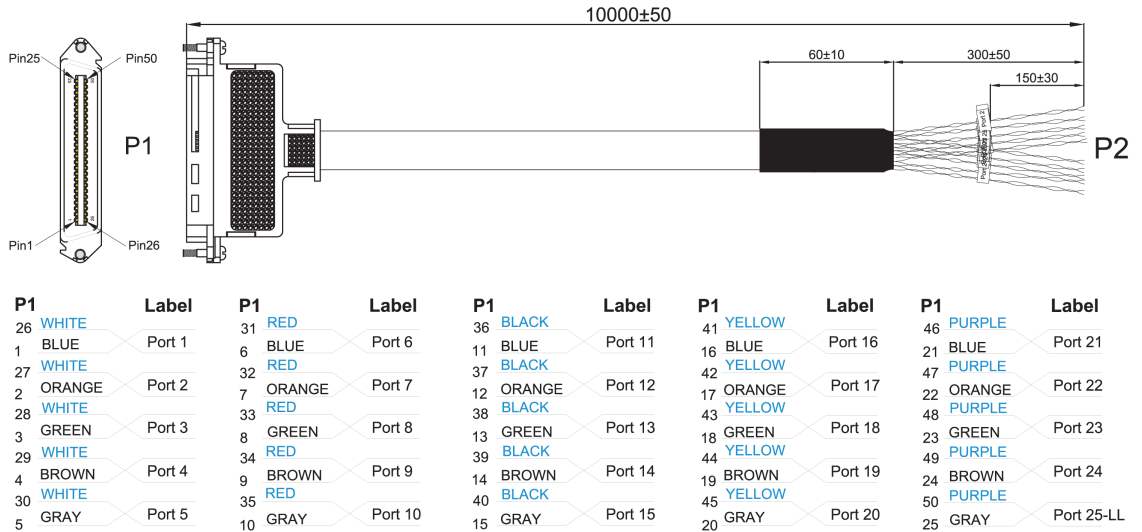 10000±50
60±10
300±50
150±30
Pin25
Pin50
P1
Port 2
P2
Pin1
Pin26
P1 Label P1 Label P1 Label P1 Label P1 Label
26 WHITE 31 RED 36 BLACK 41 YELLOW 46 PURPLE
1 BLUE Port 1 6 BLUE Port 6 11 BLUE Port 11 16 BLUE Port 16 21 BLUE Port 21
27 WHITE 32 RED 37 BLACK 42 YELLOW 47 PURPLE
2 ORANGE Port 2 7 ORANGE Port 7 12 ORANGE Port 12 17 ORANGE Port 17 22 ORANGE Port 22
28 WHITE 33 RED 38 BLACK 43 YELLOW 48 PURPLE
3 GREEN Port 3 8 GREEN Port 8 13 GREEN Port 13 18 GREEN Port 18 23 GREEN Port 23
29 WHITE 34 RED 39 BLACK 44 YELLOW 49 PURPLE
4 BROWN Port 4 9 BROWN Port 9 14 BROWN Port 14 19 BROWN Port 19 24 BROWN Port 24
30 WHITE 35 RED 40 BLACK 45 YELLOW 50 PURPLE
5 GRAY Port 5 10 GRAY Port 10 15 GRAY Port 15 20 GRAY Port 20 25 GRAY Port 25-LL